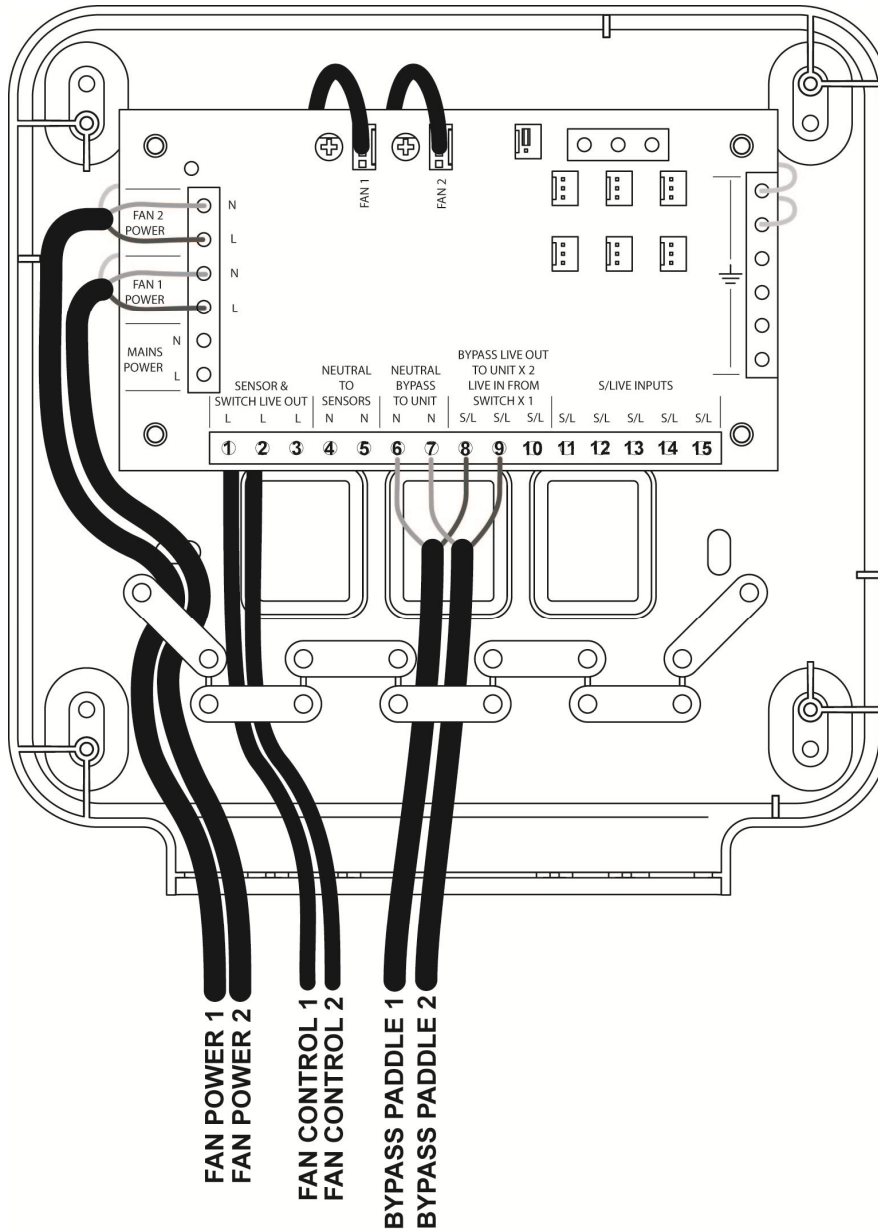 FAN 1
FAN 2
FAN 2
POWER
N
L
FAN 1
POWER
N
L
MAINS
POWER
N
L
SENSOR &
SWITCH LIVE OUT
NEUTRAL
TO
SENSORS
NEUTRAL
BYPASS
TO UNIT
BYPASS LIVE OUT
TO UNIT X 2
LIVE IN FROM
SWITCH X 1
S/LIVE INPUTS
L L L N N N N S/L S/L S/L S/L S/L S/L S/L S/L
1 2 3 4 5 6 7 8 9 10 11 12 13 14 15
FAN POWER 1
FAN POWER 2
FAN CONTROL 1
FAN CONTROL 2
BYPASS PADDLE 1
BYPASS PADDLE 2